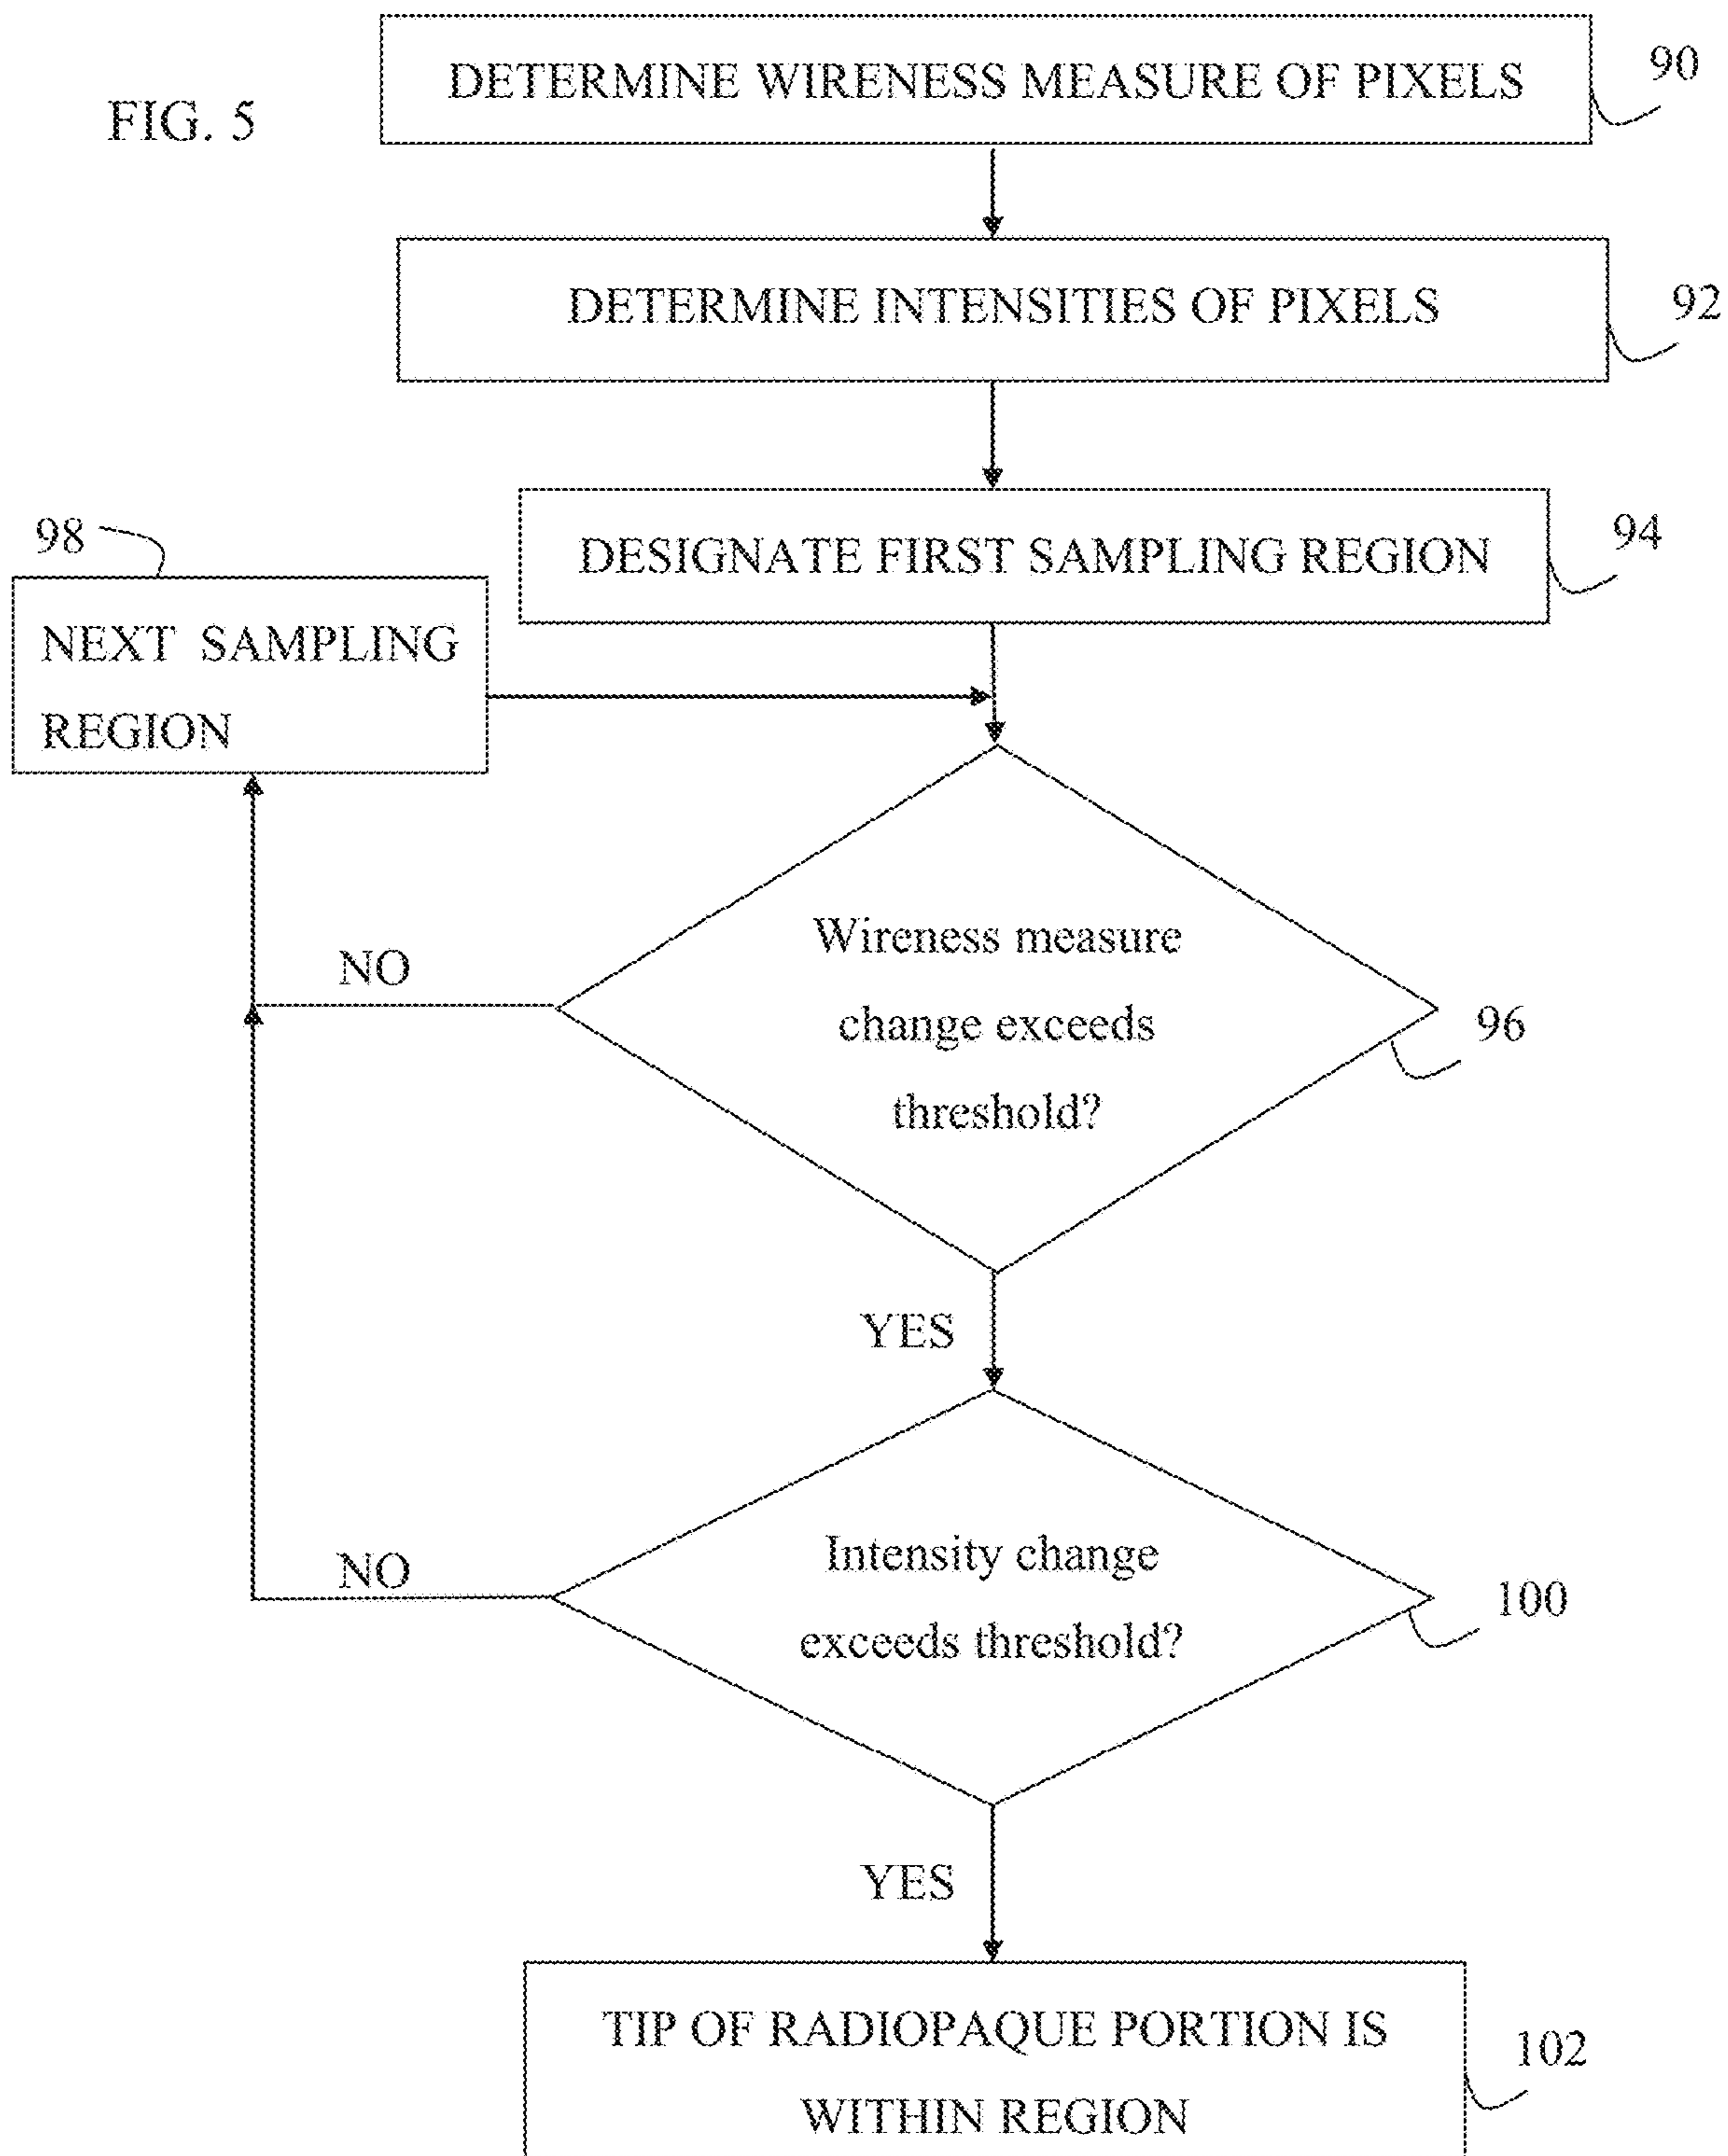 FIG. 5
DETERMINE WIRENESS MEASURE OF PIXELS
90
DETERMINE INTENSITIES OF PIXELS
92
DESIGNATE FIRST SAMPLING REGION
94
98
NEXT SAMPLING
REGION
Wireness measure
change exceeds
threshold?
96
NO
YES
Intensity change
exceeds threshold?
100
NO
YES
TIP OF RADIOPAQUE PORTION IS
WITHIN REGION
102